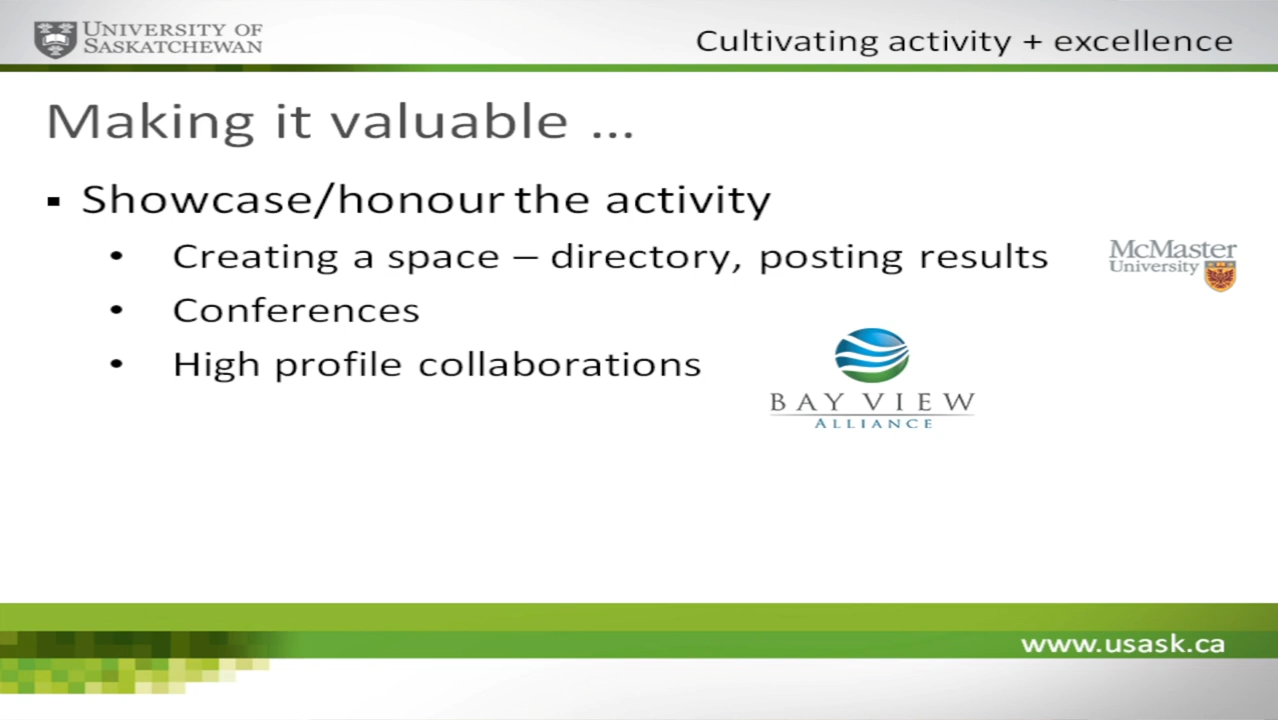 UNIVERSITY OF
SASKATCHEWAN
Cultivating activity + excellence
Making it valuable ...
▪ Showcase/honour the activity
• Creating a space – directory, posting results
McMaster
University
• Conferences
• High profile collaborations
BAY VIEW
ALLIANCE
www.usask.ca